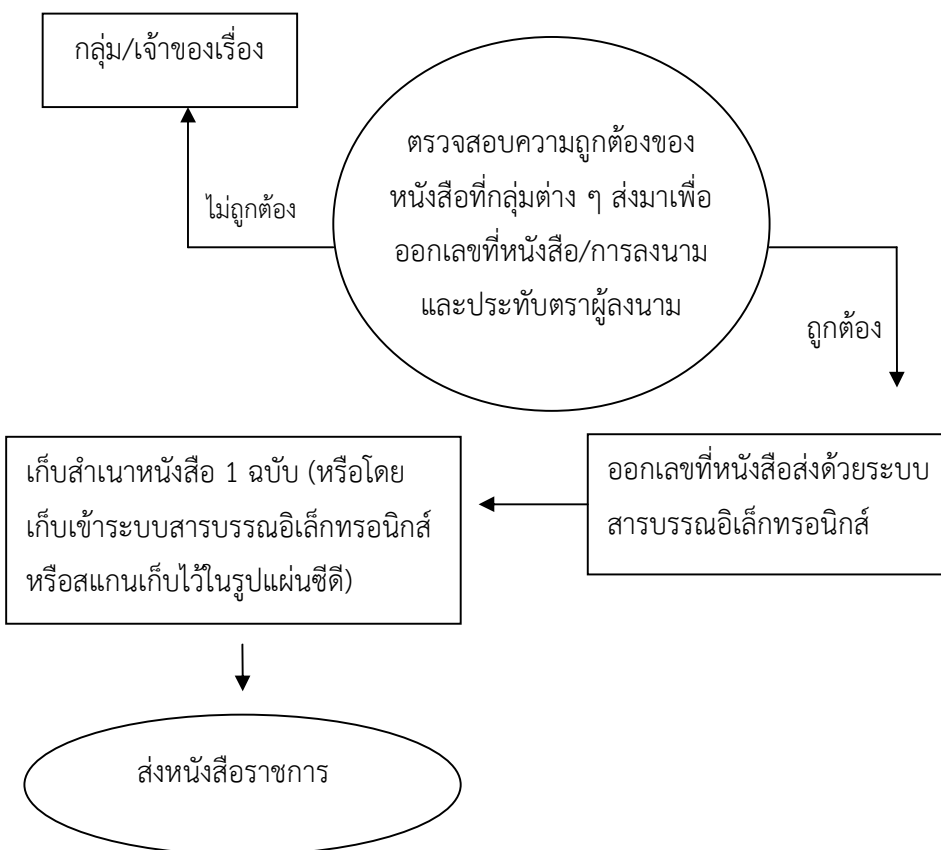 กลุ่ม/เจ้าของเรื่อง
ตรวจสอบความถูกต้องของ
หนังสือที่กลุ่มต่าง ๆ ส่งมาเพื่อ
ออกเลขที่หนังสือ/การลงนาม
และประทับตราผู้ลงนาม
ไม่ถูกต้อง
ถูกต้อง
ออกเลขที่หนังสือส่งด้วยระบบ
สารบรรณอิเล็กทรอนิกส์
เก็บสำเนาหนังสือ 1 ฉบับ (หรือโดย
เก็บเข้าระบบสารบรรณอิเล็กทรอนิกส์
หรือสแกนเก็บไว้ในรูปแผ่นซีดี)
ส่งหนังสือราชการ